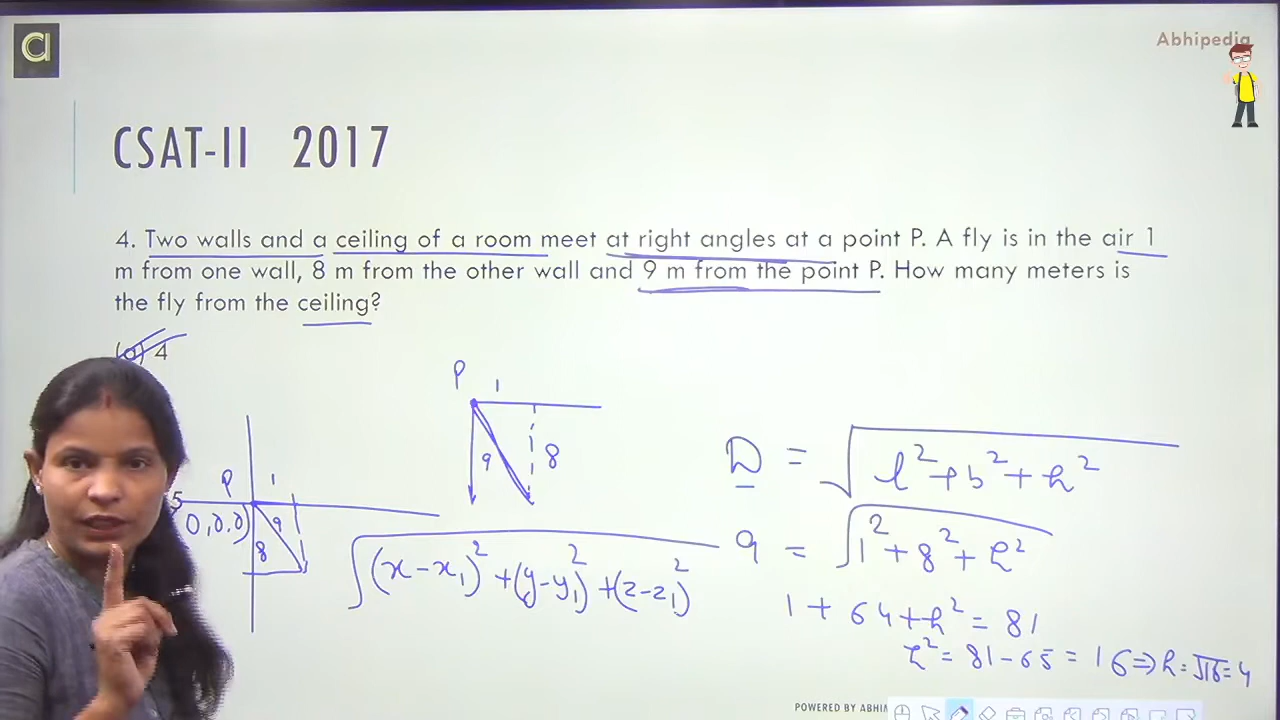 Abhipedia
CSAT-II 2017
4. Two walls and a ceiling of a room meet at right angles at a point P. A fly is in the air 1
m from one wall, 8 m from the other wall and 9 m from the point P. How many meters is
the fly from the ceiling?
(a) 4
P 1
9 8
P 1
5
(0,0.0)
9
8
√(x-x₁)²+(y-y₁)²+(z-z₁)²
D = √l²+b²+h²
9 = √1²+8²+h²
1+64+h² = 81
h² = 81-65 = 16 ⇒ h = √16 = 4